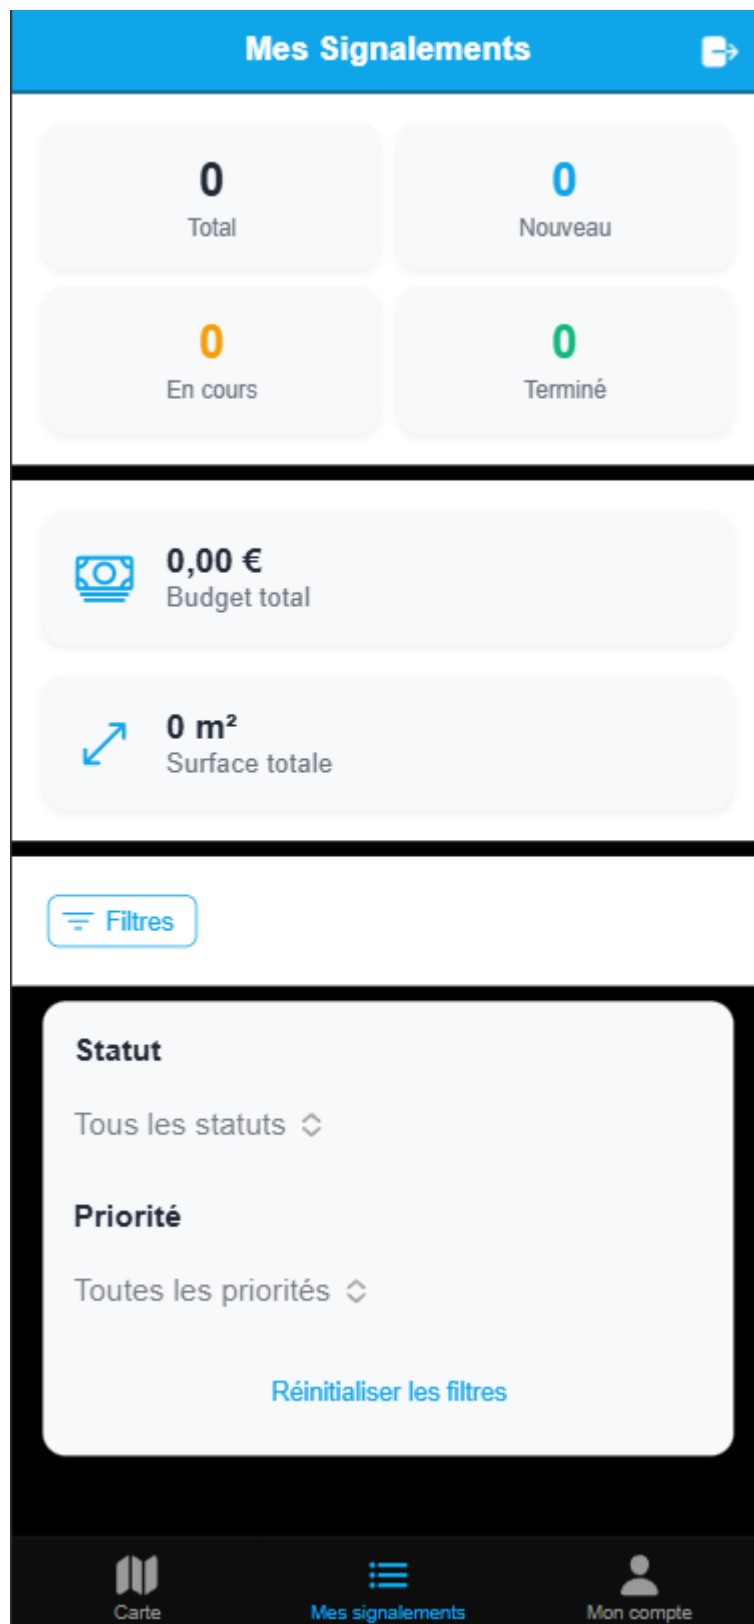 Mes Signalements
0
Total
0
Nouveau
0
En cours
0
Terminé
0,00 €
Budget total
0 m²
Surface totale
Filtres
Statut
Tous les statuts
Priorité
Toutes les priorités
Réinitialiser les filtres
Carte
Mes signalements
Mon compte